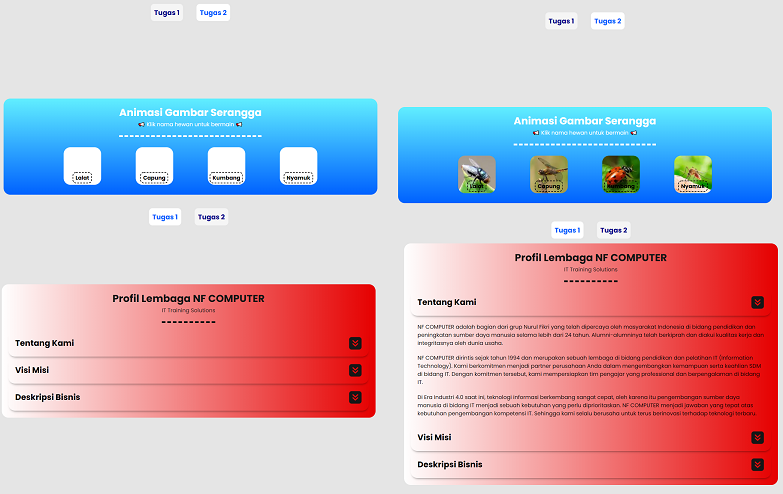 Tugas 1 Tugas 2
Animasi Gambar Serangga
Klik nama hewan untuk bermain
Lalat Capung Kumbang Nyamuk
Tugas 1 Tugas 2
Profil Lembaga NF COMPUTER
IT Training Solutions
Tentang Kami
Visi Misi
Deskripsi Bisnis
Tugas 1 Tugas 2
Animasi Gambar Serangga
Klik nama hewan untuk bermain
Lalat Capung Kumbang Nyamuk
Tugas 1 Tugas 2
Profil Lembaga NF COMPUTER
IT Training Solutions
Tentang Kami
NF COMPUTER adalah bagian dari grup Nurul Fikri yang telah dipercaya oleh masyarakat Indonesia di bidang pendidikan dan
peningkatan sumber daya manusia selama lebih dari 24 tahun. Alumni-alumninya telah berkiprah dan diakui kualitas kerja dan
integritasnya oleh dunia usaha.
NF COMPUTER dirintis sejak tahun 1994 dan merupakan sebuah lembaga di bidang pendidikan dan pelatihan IT (Information
Technology). Kami berkomitmen menjadi partner perusahaan Anda dalam mengembangkan kemampuan serta keahlian SDM
di bidang IT. Dengan komitmen tersebut, kami mempersiapkan tim pengajar yang professional dan berpengalaman di bidang
IT.
Di Era Industri 4.0 saat ini, teknologi informasi berkembang sangat cepat, oleh karena itu pengembangan sumber daya
manusia di bidang IT menjadi sebuah kebutuhan yang perlu diprioritaskan. NF COMPUTER menjadi jawaban yang tepat atas
kebutuhan pengembangan kompetensi IT. Sehingga kami selalu berusaha untuk terus berinovasi terhadap teknologi terbaru.
Visi Misi
Deskripsi Bisnis